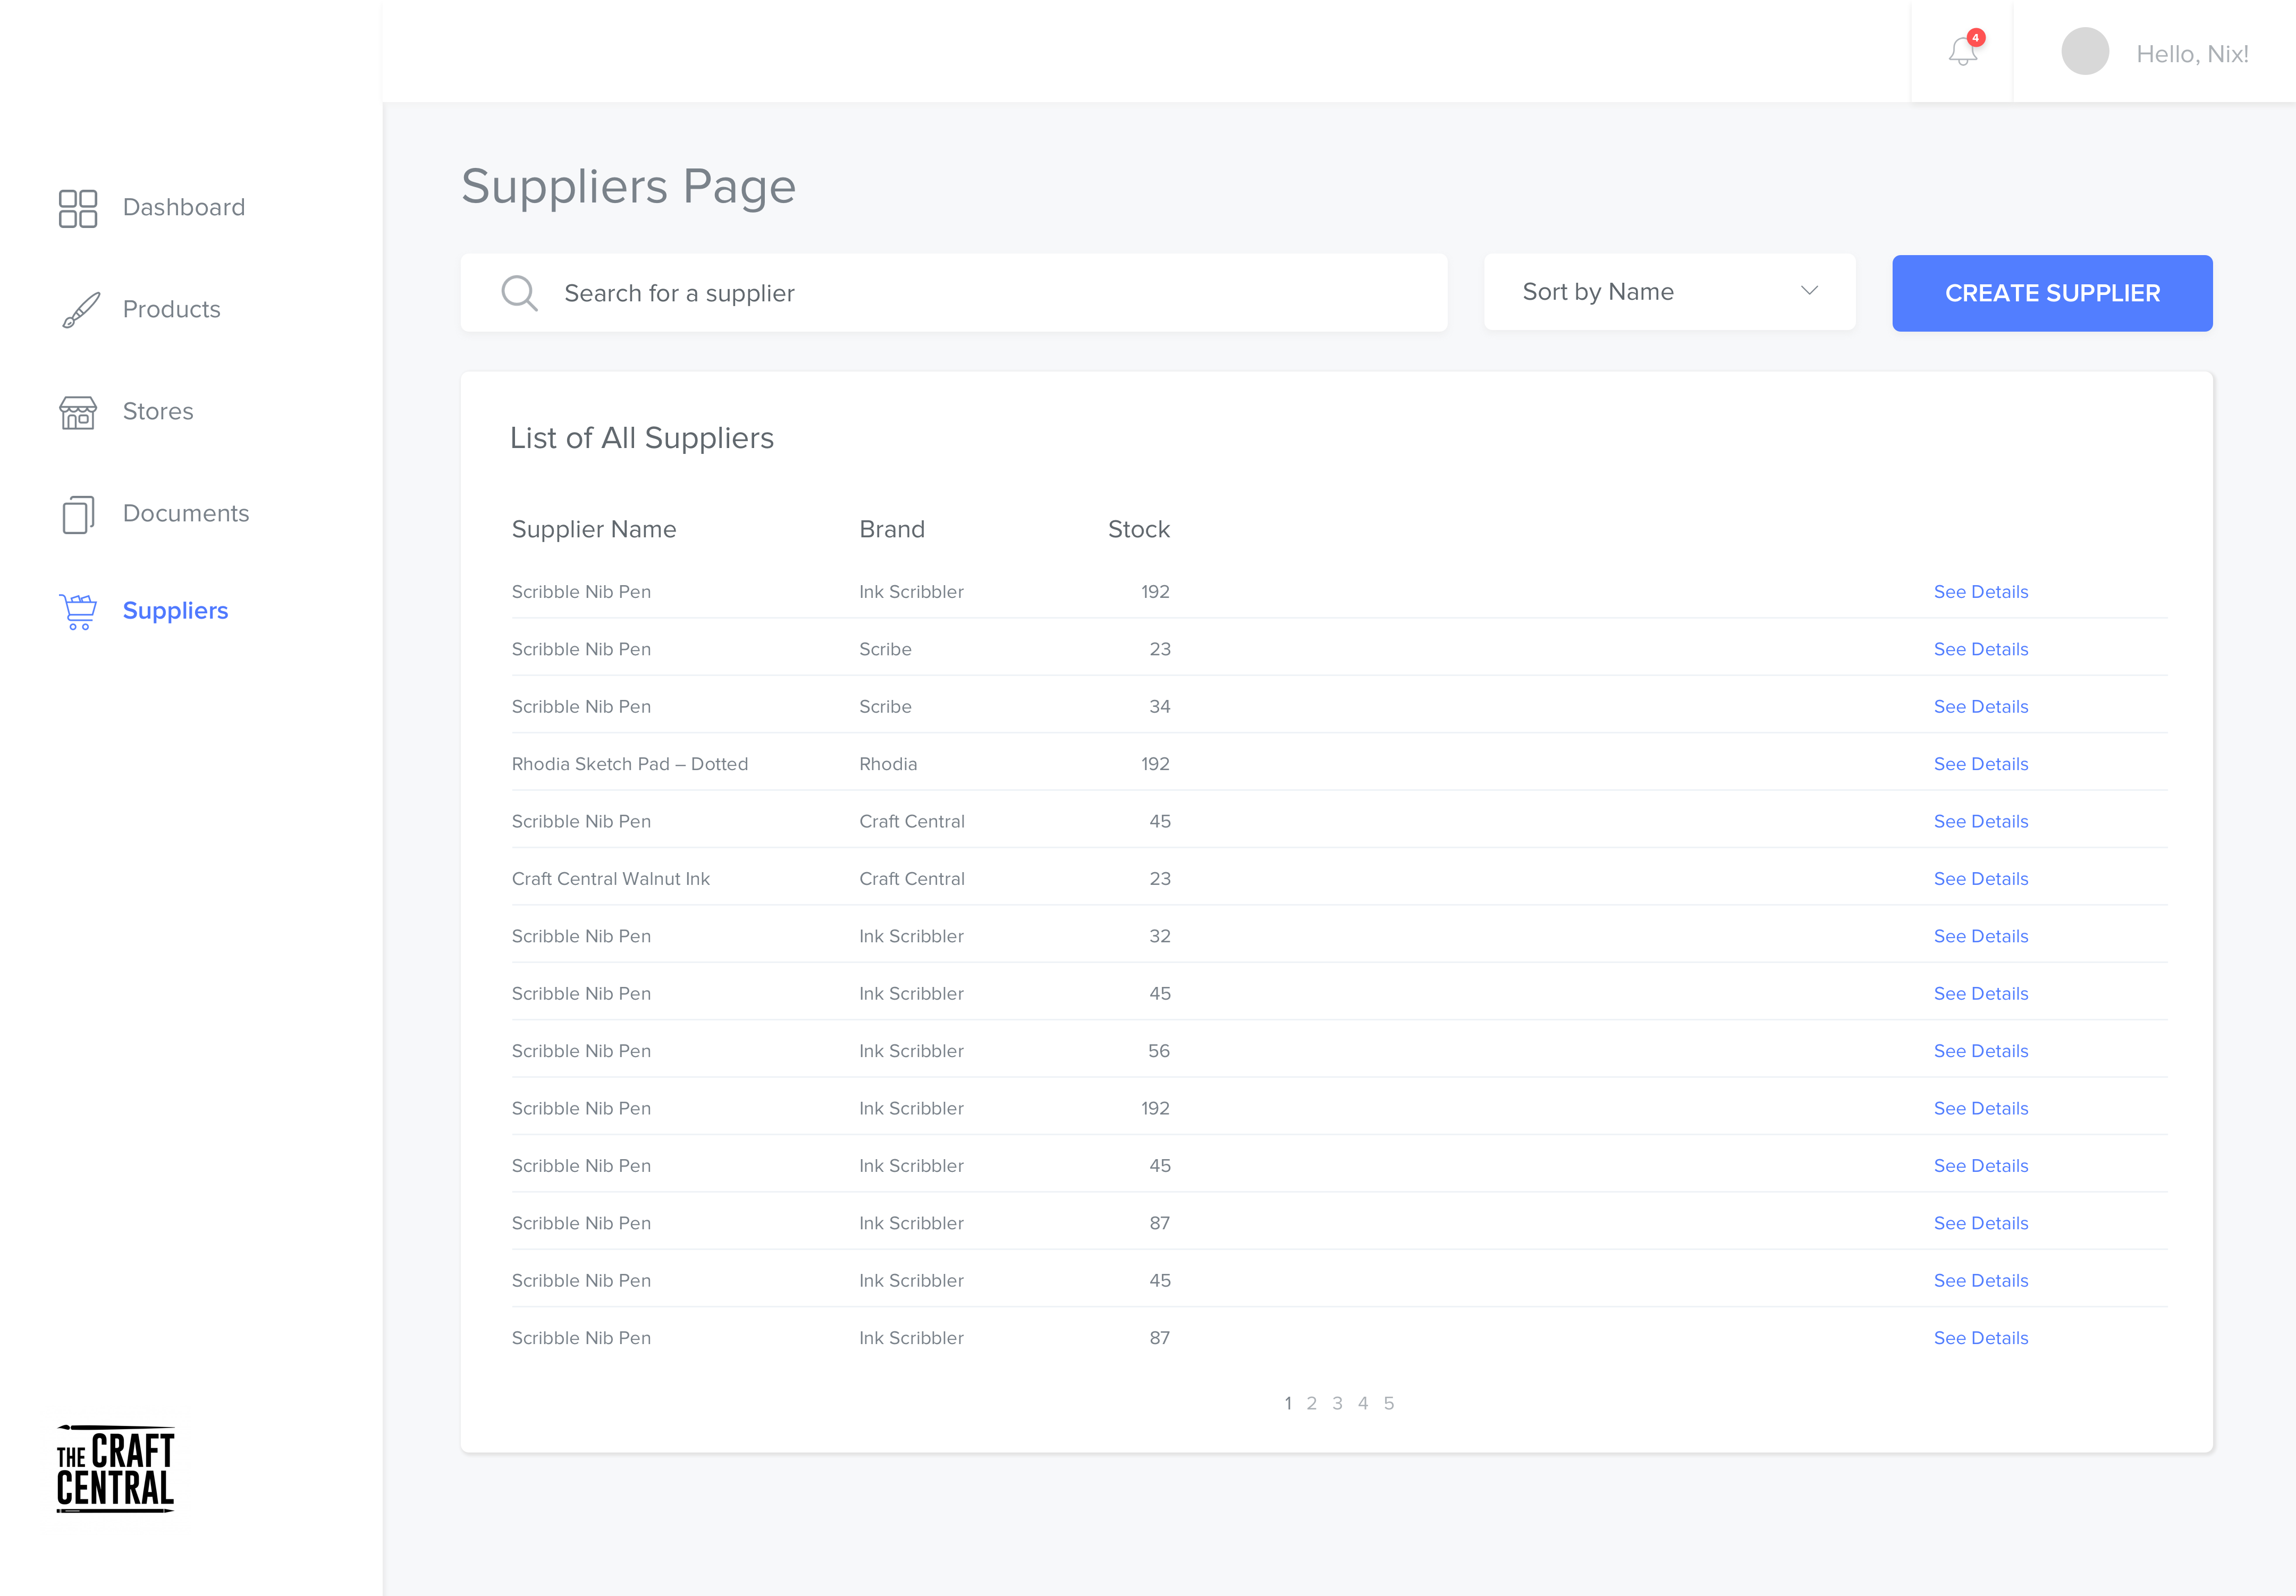 4
Hello, Nix!
Dashboard
Products
Stores
Documents
Suppliers
THE CRAFT
CENTRAL
Suppliers Page
Search for a supplier
Sort by Name
CREATE SUPPLIER
List of All Suppliers
Supplier Name Brand Stock
Scribble Nib Pen Ink Scribbler 192 See Details
Scribble Nib Pen Scribe 23 See Details
Scribble Nib Pen Scribe 34 See Details
Rhodia Sketch Pad – Dotted Rhodia 192 See Details
Scribble Nib Pen Craft Central 45 See Details
Craft Central Walnut Ink Craft Central 23 See Details
Scribble Nib Pen Ink Scribbler 32 See Details
Scribble Nib Pen Ink Scribbler 45 See Details
Scribble Nib Pen Ink Scribbler 56 See Details
Scribble Nib Pen Ink Scribbler 192 See Details
Scribble Nib Pen Ink Scribbler 45 See Details
Scribble Nib Pen Ink Scribbler 87 See Details
Scribble Nib Pen Ink Scribbler 45 See Details
Scribble Nib Pen Ink Scribbler 87 See Details
1 2 3 4 5